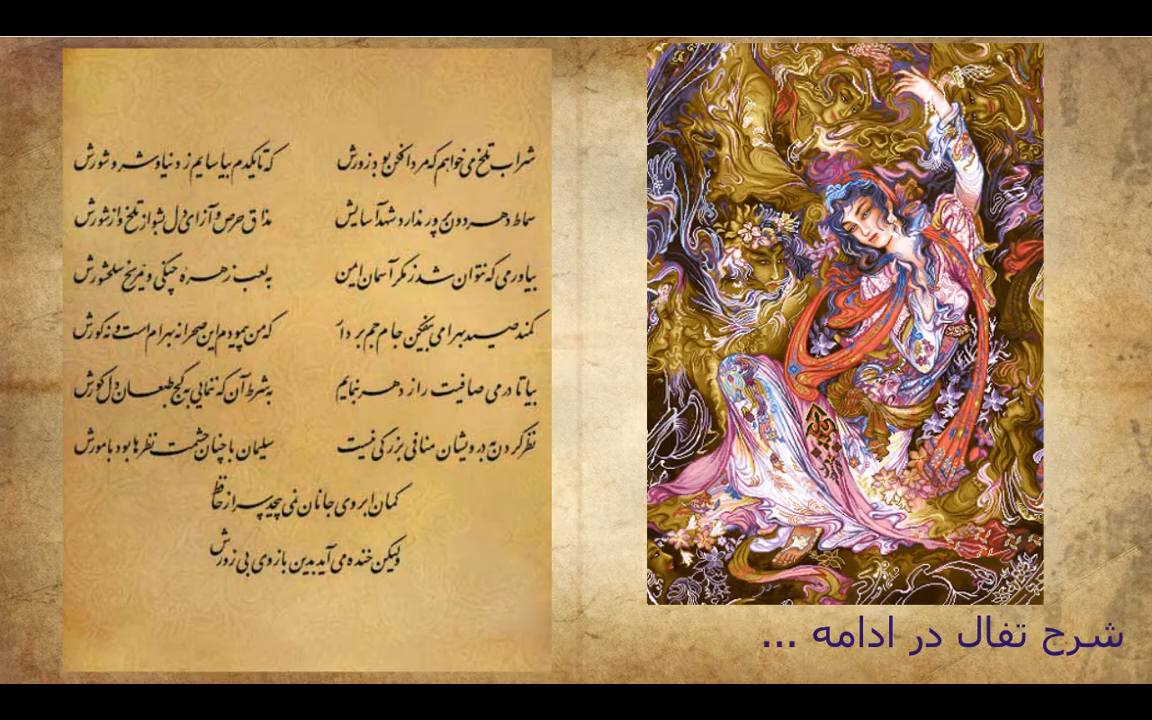 شراب تلخ می‌خواهم که مردافکن بود زورش که تا یکدم بیاسایم ز دنیا و شر و شورش
سماط دهر دون پرور ندارد شهد آسایش مذاق حرص و آز ای دل بشو از تلخ و از شورش
بیاور می که نتوان شد ز مکر آسمان ایمن به لعب زهره چنگی و مریخ سلحشورش
کمند صید بهرامی بیفکن جام جم بردار که من پیمودم این صحرا نه بهرام است و نه گورش
بیا تا در می صافیت راز دهر بنمایم به شرط آن که ننمایی به کج طبعان دل کورش
نظر کردن به درویشان منافی بزرگی نیست سلیمان با چنان حشمت نظرها بود با مورش
کمان ابروی جانان نمی پیچد سر از حافظ
ولیکن خنده می آید بدین بازوی بی زورش
شرح تفال در ادامه ...